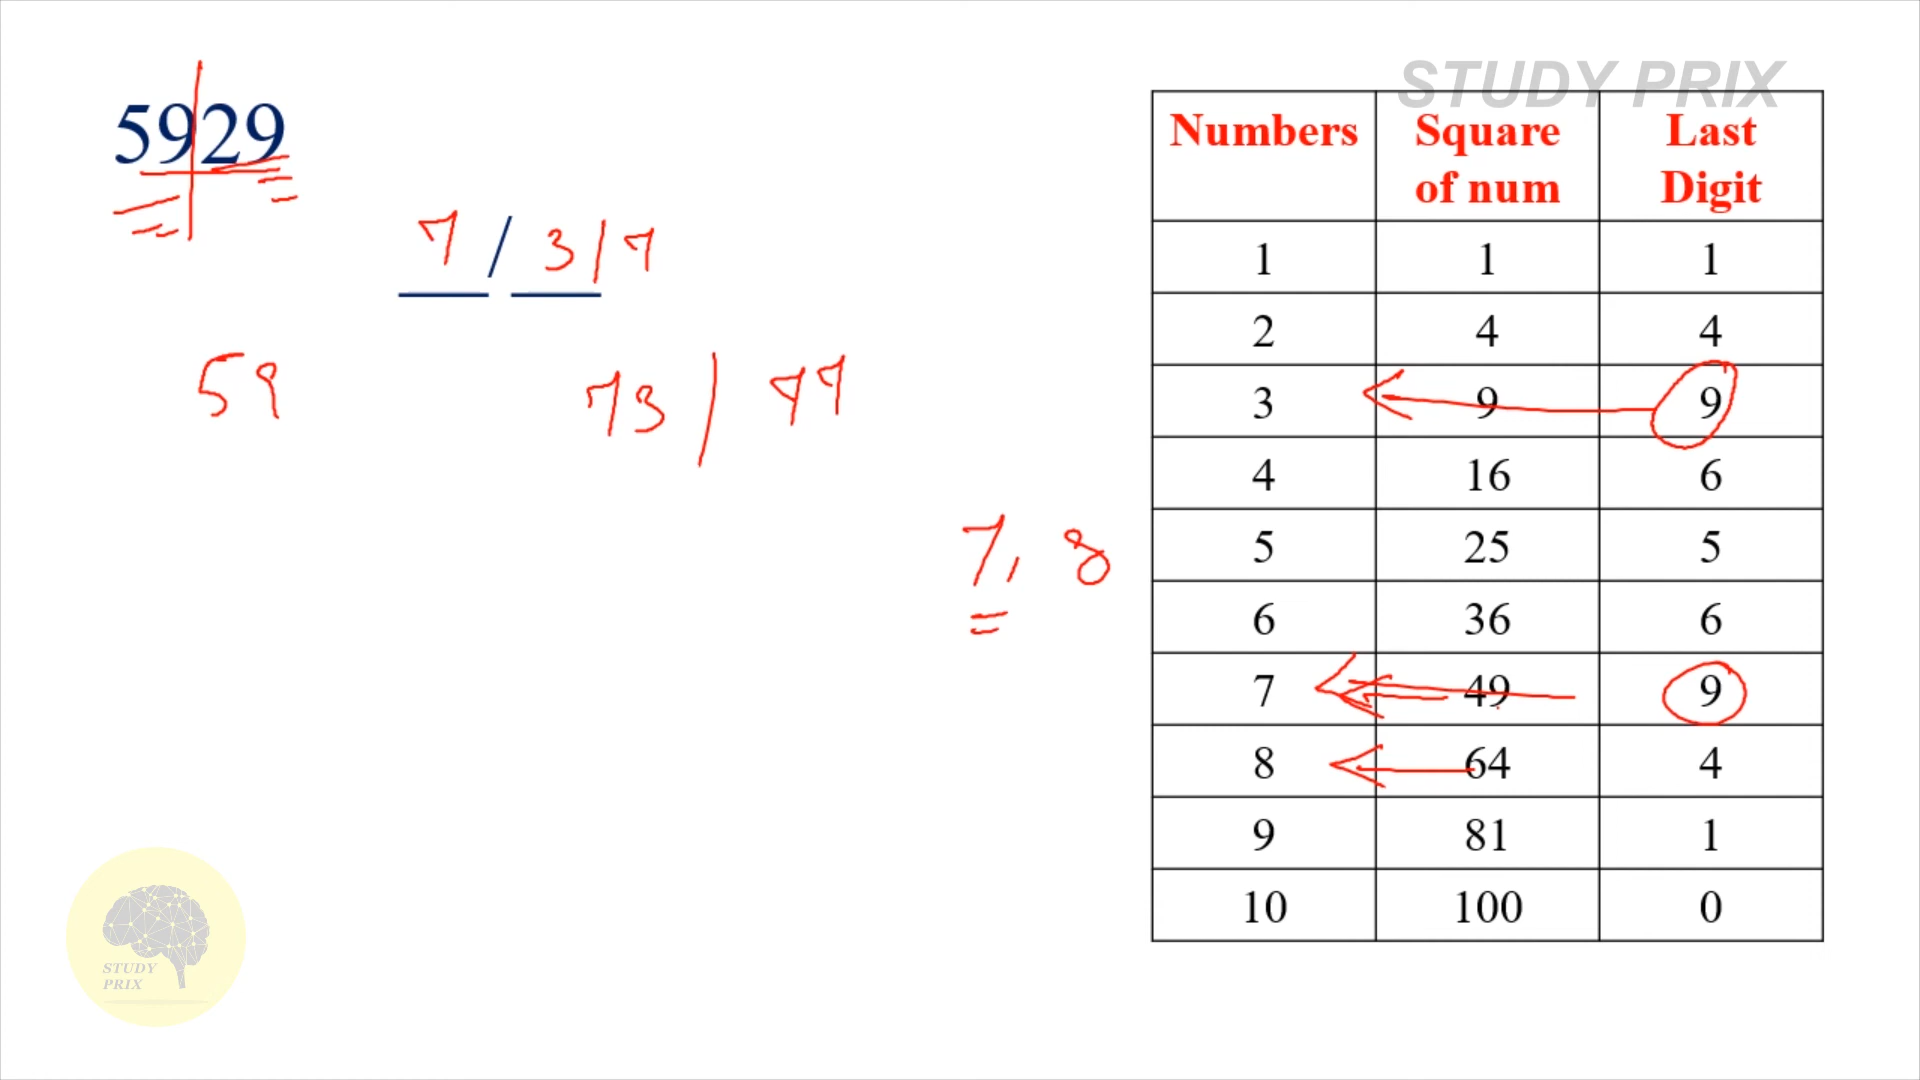 STUDY PRIX
5929
7 / 3 | 7
59
73 | 77
7, 8
Numbers Square of num Last Digit
1 1 1
2 4 4
3 9 9
4 16 6
5 25 5
6 36 6
7 49 9
8 64 4
9 81 1
10 100 0
STUDY
PRIX